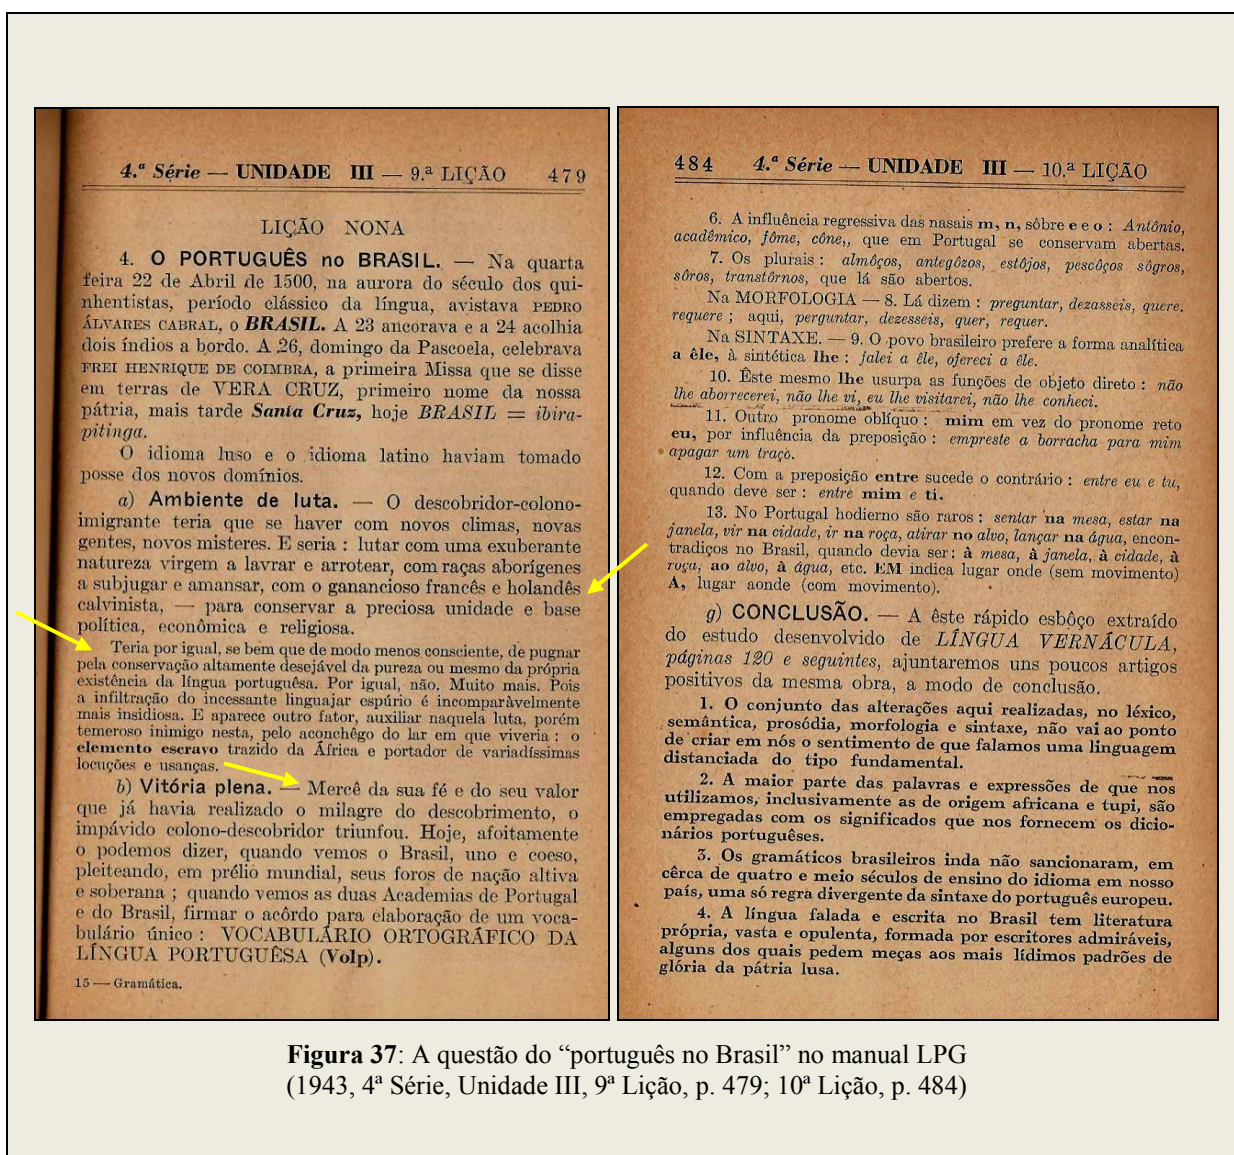 4.ª Série — UNIDADE III — 9.ª LIÇÃO 479
LIÇÃO NONA
4. O PORTUGUÊS no BRASIL. — Na quarta
feira 22 de Abril de 1500, na aurora do século dos qui-
nhentistas, período clássico da língua, avistava PEDRO
ÁLVARES CABRAL, o BRASIL. A 23 ancorava e a 24 acolhia
dois índios a bordo. A 26, domingo da Pascoela, celebrava
FREI HENRIQUE DE COIMBRA, a primeira Missa que se disse
em terras de VERA CRUZ, primeiro nome da nossa
pátria, mais tarde Santa Cruz, hoje BRASIL = ibira-
pitinga.
O idioma luso e o idioma latino haviam tomado
posse dos novos domínios.
a) Ambiente de luta. — O descobridor-colono-
imigrante teria que se haver com novos climas, novas
gentes, novos misteres. E seria : lutar com uma exuberante
natureza virgem a lavrar e arrotear, com raças aborígenes
a subjugar e amansar, com o ganancioso francês e holandês
calvinista, — para conservar a preciosa unidade e base
política, econômica e religiosa.
Teria por igual, se bem que de modo menos consciente, de pugnar
pela conservação altamente desejável da pureza ou mesmo da própria
existência da língua portuguêsa. Por igual, não. Muito mais. Pois
a infiltração do incessante linguajar espúrio é incomparàvelmente
mais insidiosa. E aparece outro fator, auxiliar naquela luta, porém
temeroso inimigo nesta, pelo aconchêgo do lar em que viveria : o
elemento escravo trazido da África e portador de variadíssimas
locuções e usanças.
b) Vitória plena. — Mercê da sua fé e do seu valor
que já havia realizado o milagre do descobrimento, o
impávido colono-descobridor triunfou. Hoje, afoitamente
o podemos dizer, quando vemos o Brasil, uno e coeso,
pleiteando, em prélio mundial, seus foros de nação altiva
e soberana ; quando vemos as duas Academias de Portugal
e do Brasil, firmar o acôrdo para elaboração de um voca-
bulário único : VOCABULÁRIO ORTOGRÁFICO DA
LÍNGUA PORTUGUÊSA (Volp).
15 — Gramática.
484 4.ª Série — UNIDADE III — 10.ª LIÇÃO
6. A influência regressiva das nasais m, n, sôbre e e o : Antônio,
acadêmico, fôme, cône,, que em Portugal se conservam abertas.
7. Os plurais : almôços, antegôzos, estôjos, pescôços sôgros,
sôros, transtôrnos, que lá são abertos.
Na MORFOLOGIA — 8. Lá dizem : preguntar, dezasseis, quere.
requere ; aqui, perguntar, dezesseis, quer, requer.
Na SINTAXE. — 9. O povo brasileiro prefere a forma analítica
a êle, à sintética lhe : falei a êle, ofereci a êle.
10. Êste mesmo lhe usurpa as funções de objeto direto : não
lhe aborrecerei, não lhe vi, eu lhe visitarei, não lhe conheci.
11. Outro pronome oblíquo : mim em vez do pronome reto
eu, por influência da preposição : empreste a borracha para mim
apagar um traço.
12. Com a preposição entre sucede o contrário : entre eu e tu,
quando deve ser : entre mim e ti.
13. No Portugal hodierno são raros : sentar na mesa, estar na
janela, vir na cidade, ir na roça, atirar no alvo, lançar na água, encon-
tradiços no Brasil, quando devia ser: à mesa, à janela, à cidade, à
roça, ao alvo, à água, etc. EM indica lugar onde (sem movimento)
A, lugar aonde (com movimento).
g) CONCLUSÃO. — A êste rápido esbôço extraído
do estudo desenvolvido de LÍNGUA VERNÁCULA,
páginas 120 e seguintes, ajuntaremos uns poucos artigos
positivos da mesma obra, a modo de conclusão.
1. O conjunto das alterações aqui realizadas, no léxico,
semântica, prosódia, morfologia e sintaxe, não vai ao ponto
de criar em nós o sentimento de que falamos uma linguagem
distanciada do tipo fundamental.
2. A maior parte das palavras e expressões de que nos
utilizamos, inclusivamente as de origem africana e tupi, são
empregadas com os significados que nos fornecem os dicio-
nários portuguêses.
3. Os gramáticos brasileiros inda não sancionaram, em
cêrca de quatro e meio séculos de ensino do idioma em nosso
país, uma só regra divergente da sintaxe do português europeu.
4. A língua falada e escrita no Brasil tem literatura
própria, vasta e opulenta, formada por escritores admiráveis,
alguns dos quais pedem meças aos mais lídimos padrões de
glória da pátria lusa.
Figura 37: A questão do “português no Brasil” no manual LPG
(1943, 4ª Série, Unidade III, 9ª Lição, p. 479; 10ª Lição, p. 484)